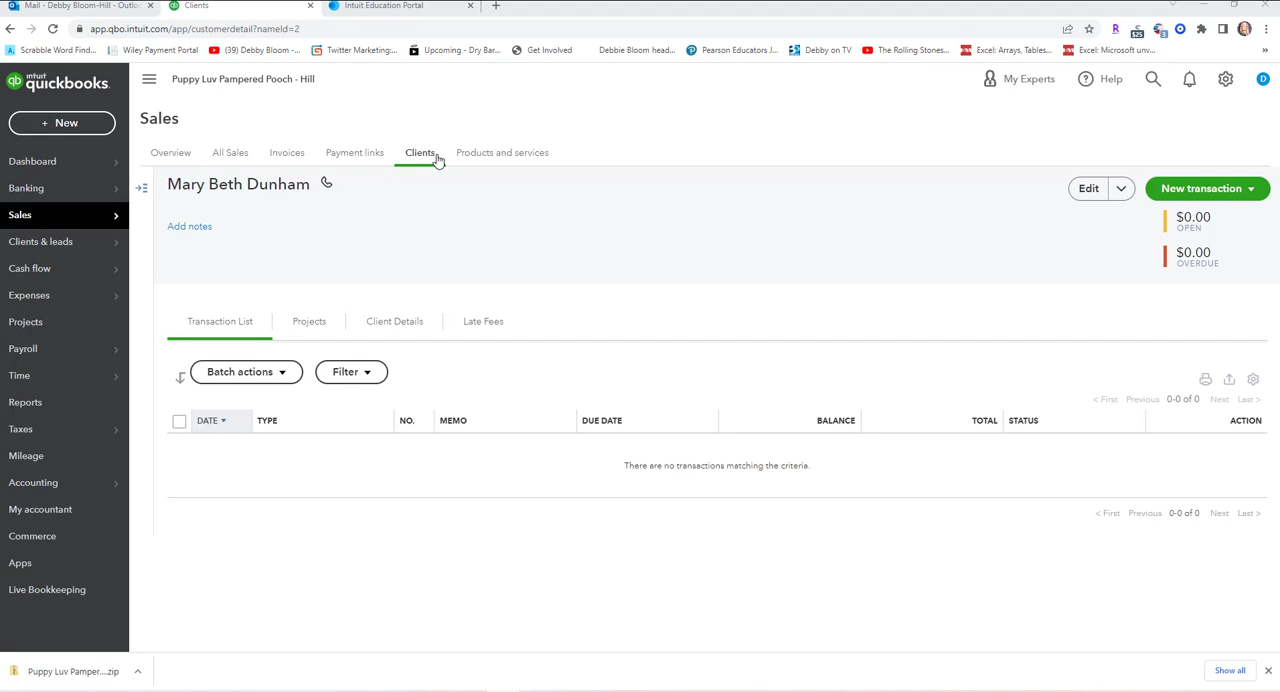 Mail - Debby Bloom-Hill - Outlo
Clients
Intuit Education Portal
app.qbo.intuit.com/app/customerdetail?nameId=2
Scrabble Word Find...
Wiley Payment Portal
(39) Debby Bloom -...
Twitter Marketing:...
Upcoming - Dry Bar...
Get Involved
Debbie Bloom head...
Pearson Educators J...
Debby on TV
The Rolling Stones...
Excel: Arrays, Tables...
Excel: Microsoft unv...
»
intuit
quickbooks.
Puppy Luv Pampered Pooch - Hill
My Experts
Help
D
+ New
Sales
Overview
All Sales
Invoices
Payment links
Clients
Products and services
Dashboard
Banking
Sales
Clients & leads
Cash flow
Expenses
Projects
Payroll
Time
Reports
Taxes
Mileage
Accounting
My accountant
Commerce
Apps
Live Bookkeeping
Mary Beth Dunham
Edit
New transaction
Add notes
$0.00
OPEN
$0.00
OVERDUE
Transaction List
Projects
Client Details
Late Fees
Batch actions
Filter
< First Previous 0-0 of 0 Next Last >
DATE TYPE NO. MEMO DUE DATE BALANCE TOTAL STATUS ACTION
There are no transactions matching the criteria.
< First Previous 0-0 of 0 Next Last >
Puppy Luv Pamper....zip
Show all